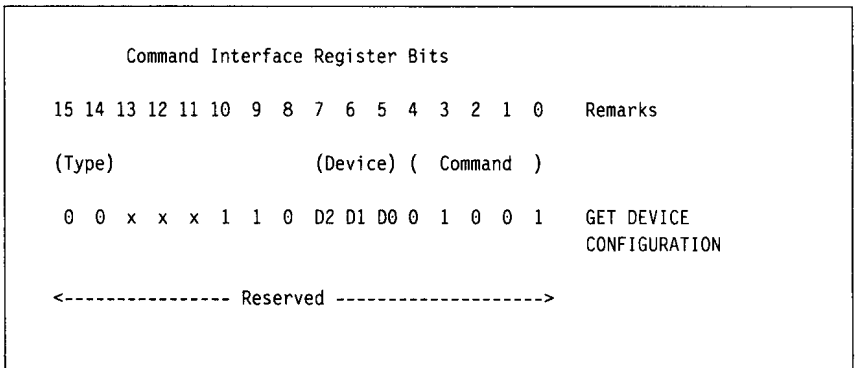 Command Interface Register Bits
15 14 13 12 11 10 9 8 7 6 5 4 3 2 1 0 Remarks
(Type) (Device) ( Command )
0 0 x x x 1 1 0 D2 D1 D0 0 1 0 0 1 GET DEVICE
CONFIGURATION
<---------------- Reserved --------------------->